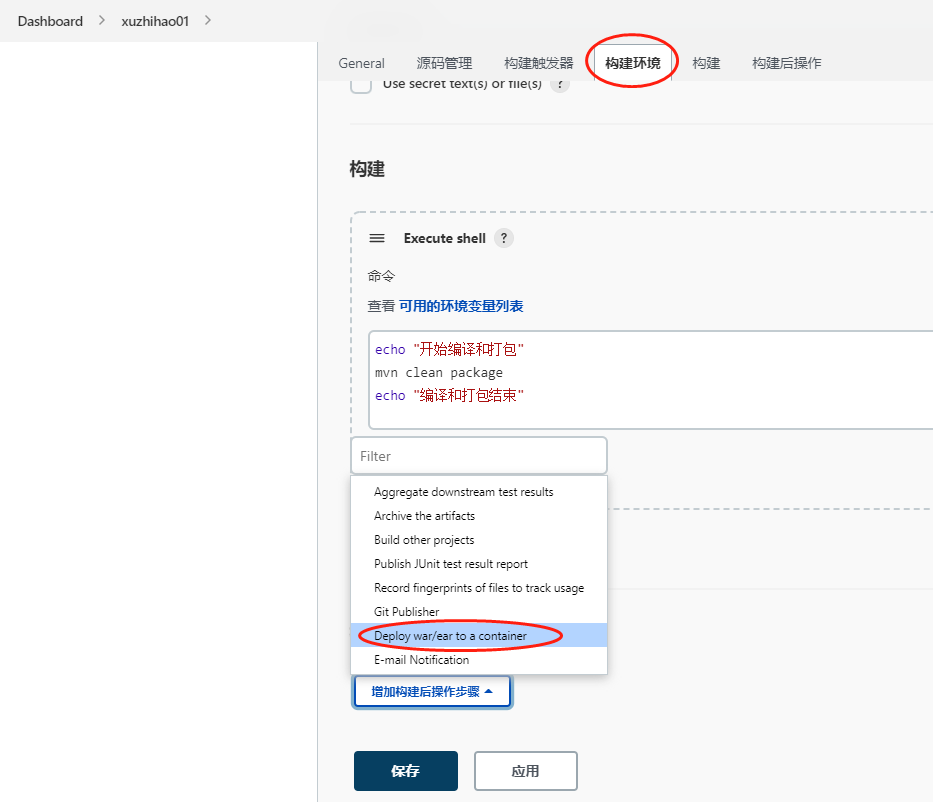 Dashboard > xuzhihao01 >
General 源码管理 构建触发器 构建环境 构建 构建后操作
Use secret text(s) or file(s) ?
构建
Execute shell ?
命令
查看 可用的环境变量列表
echo "开始编译和打包"
mvn clean package
echo "编译和打包结束"
Filter
Aggregate downstream test results
Archive the artifacts
Build other projects
Publish JUnit test result report
Record fingerprints of files to track usage
Git Publisher
Deploy war/ear to a container
E-mail Notification
增加构建后操作步骤
保存 应用